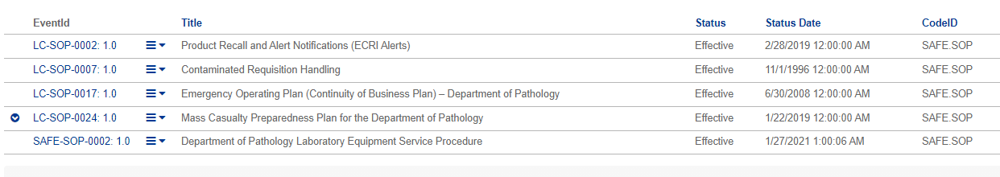 EventId Title Status Status Date CodeID
LC-SOP-0002: 1.0 Product Recall and Alert Notifications (ECRI Alerts) Effective 2/28/2019 12:00:00 AM SAFE.SOP
LC-SOP-0007: 1.0 Contaminated Requisition Handling Effective 11/1/1996 12:00:00 AM SAFE.SOP
LC-SOP-0017: 1.0 Emergency Operating Plan (Continuity of Business Plan) – Department of Pathology Effective 6/30/2008 12:00:00 AM SAFE.SOP
LC-SOP-0024: 1.0 Mass Casualty Preparedness Plan for the Department of Pathology Effective 1/22/2019 12:00:00 AM SAFE.SOP
SAFE-SOP-0002: 1.0 Department of Pathology Laboratory Equipment Service Procedure Effective 1/27/2021 1:00:06 AM SAFE.SOP